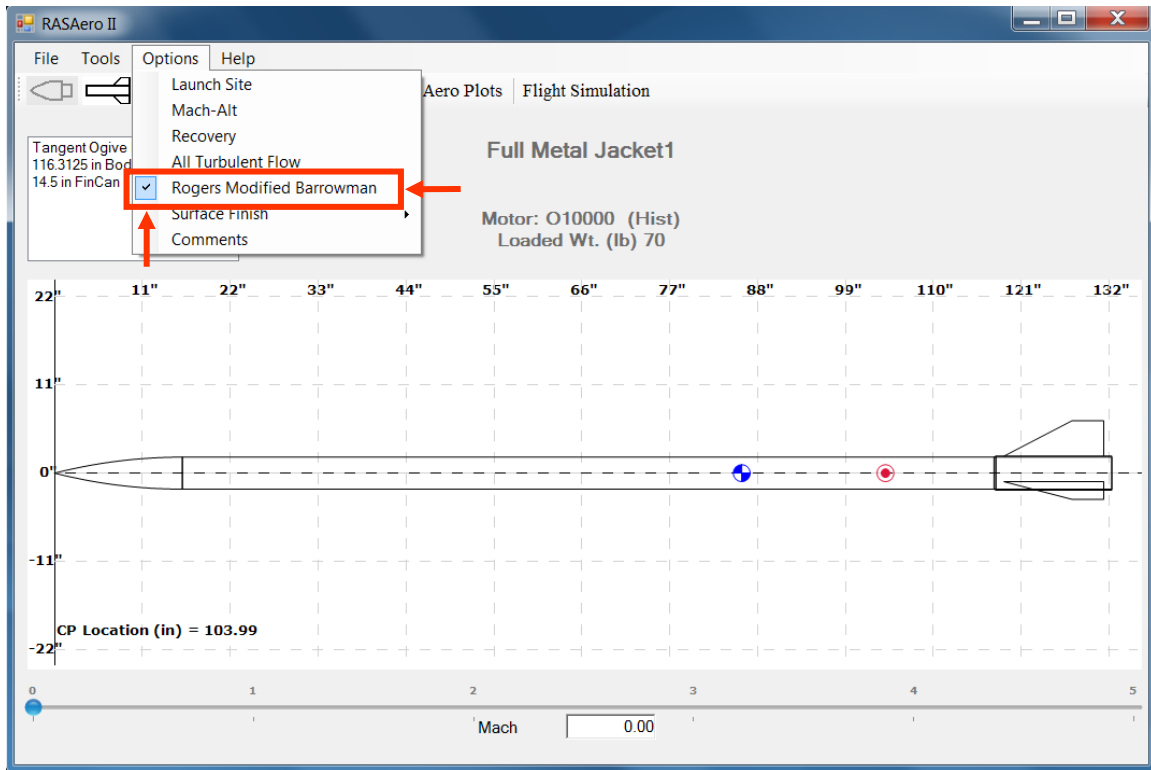 RASAero II
File Tools Options Help
Launch Site
Mach-Alt
Recovery
All Turbulent Flow
Rogers Modified Barrowman
Surface Finish
Comments
Aero Plots Flight Simulation
Tangent Ogive
116.3125 in Bod
14.5 in FinCan
Full Metal Jacket1
Motor: O10000 (Hist)
Loaded Wt. (lb) 70
22" 11" 22" 33" 44" 55" 66" 77" 88" 99" 110" 121" 132"
11"
0"
-11"
CP Location (in) = 103.99
-22"
0 1 2 3 4 5
Mach 0.00